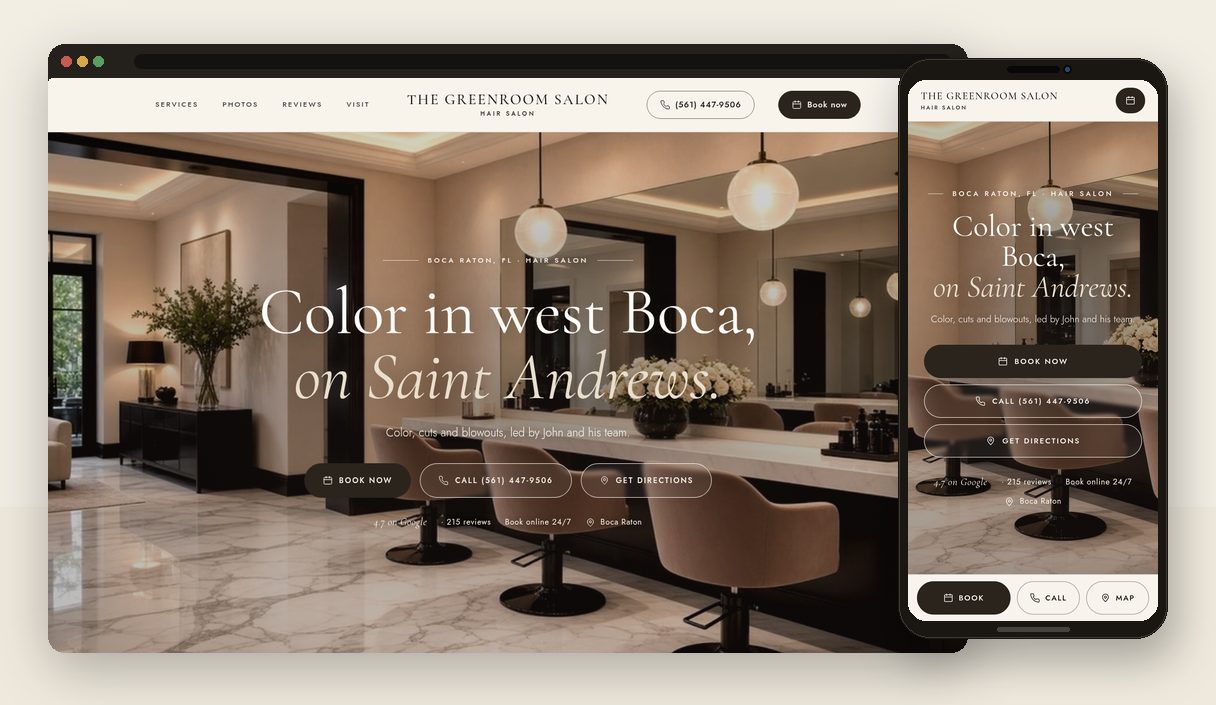 SERVICES PHOTOS REVIEWS VISIT
THE GREENROOM SALON
HAIR SALON
(561) 447-9506
Book now
BOCA RATON, FL · HAIR SALON
Color in west Boca,
on Saint Andrews.
Color, cuts and blowouts, led by John and his team.
BOOK NOW
CALL (561) 447-9506
GET DIRECTIONS
4.7 on Google · 215 reviews Book online 24/7 Boca Raton
THE GREENROOM SALON
HAIR SALON
BOCA RATON, FL · HAIR SALON
Color in west
Boca,
on Saint Andrews.
Color, cuts and blowouts, led by John and his team.
BOOK NOW
CALL (561) 447-9506
GET DIRECTIONS
4.7 on Google · 215 reviews Book online 24/7
Boca Raton
BOOK
CALL
MAP